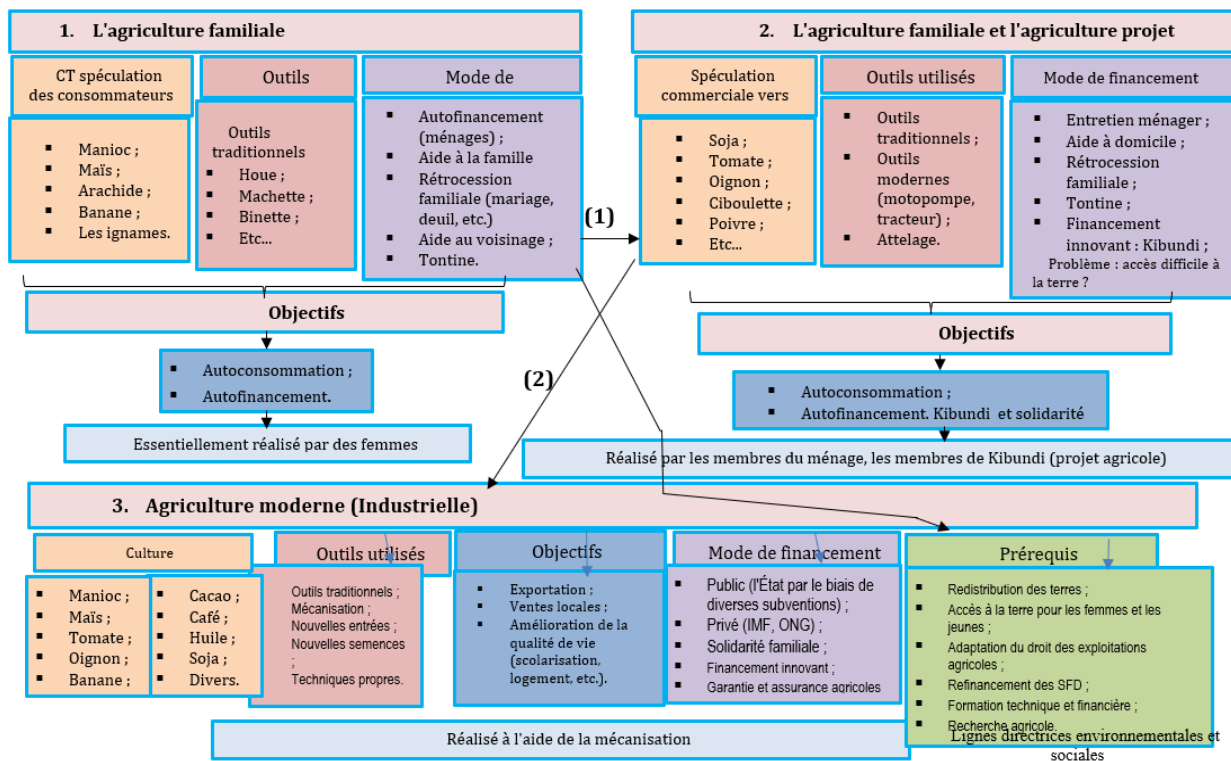 1. L'agriculture familiale
CT spéculation
des consommateurs
▪ Manioc ;
▪ Maïs ;
▪ Arachide ;
▪ Banane ;
▪ Les ignames.
Outils
Outils
traditionnels
▪ Houe ;
▪ Machette ;
▪ Binette ;
▪ Etc...
Mode de
▪ Autofinancement
(ménages) ;
▪ Aide à la famille
▪ Rétrocession
familiale (mariage,
deuil, etc.)
▪ Aide au voisinage ;
▪ Tontine.
Objectifs
▪ Autoconsommation ;
▪ Autofinancement.
Essentiellement réalisé par des femmes
(1)
2. L'agriculture familiale et l'agriculture projet
Spéculation
commerciale vers
▪ Soja ;
▪ Tomate ;
▪ Oignon ;
▪ Ciboulette ;
▪ Poivre ;
▪ Etc...
Outils utilisés
▪ Outils
traditionnels ;
▪ Outils
modernes
(motopompe,
tracteur) ;
▪ Attelage.
Mode de financement
▪ Entretien ménager ;
▪ Aide à domicile ;
▪ Rétrocession
familiale ;
▪ Tontine ;
▪ Financement
innovant : Kibundi ;
Problème : accès difficile à
la terre ?
Objectifs
▪ Autoconsommation ;
▪ Autofinancement. Kibundi et solidarité
Réalisé par les membres du ménage, les membres de Kibundi (projet agricole)
(2)
3. Agriculture moderne (Industrielle)
Culture
▪ Manioc ;
▪ Maïs ;
▪ Tomate ;
▪ Oignon ;
▪ Banane ;
▪ Cacao ;
▪ Café ;
▪ Huile ;
▪ Soja ;
▪ Divers.
Outils utilisés
Outils traditionnels ;
Mécanisation ;
Nouvelles entrées ;
Nouvelles semences
;
Techniques propres.
Objectifs
▪ Exportation ;
▪ Ventes locales ;
▪ Amélioration de la
qualité de vie
(scolarisation,
logement, etc.).
Mode de financement
▪ Public (l'État par le biais de
diverses subventions) ;
▪ Privé (IMF, ONG) ;
▪ Solidarité familiale ;
▪ Financement innovant ;
▪ Garantie et assurance agricoles
Prérequis
▪ Redistribution des terres ;
▪ Accès à la terre pour les femmes et les
jeunes ;
▪ Adaptation du droit des exploitations
agricoles ;
▪ Refinancement des SFD ;
▪ Formation technique et financière ;
▪ Recherche agricole.
Lignes directrices environnementales et
sociales
Réalisé à l'aide de la mécanisation